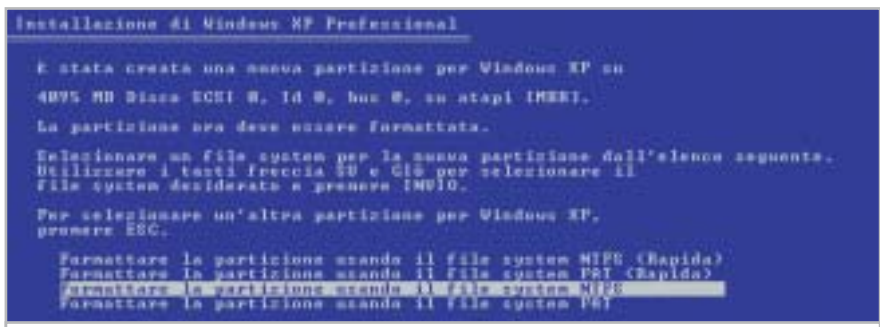 Installazione di Windows XP Professional
È stata creata una nuova partizione per Windows XP su
4095 MB Disco SCSI 0, Id 0, bus 0, su atapi [MBR].
La partizione ora deve essere formattata.
Selezionare un file system per la nuova partizione dall'elenco seguente.
Utilizzare i tasti freccia SU e GIÙ per selezionare il
file system desiderato e premere INVIO.
Per selezionare un'altra partizione per Windows XP,
premere ESC.
Formattare la partizione usando il file system NTFS (Rapida)
Formattare la partizione usando il file system FAT (Rapida)
Formattare la partizione usando il file system NTFS
Formattare la partizione usando il file system FAT